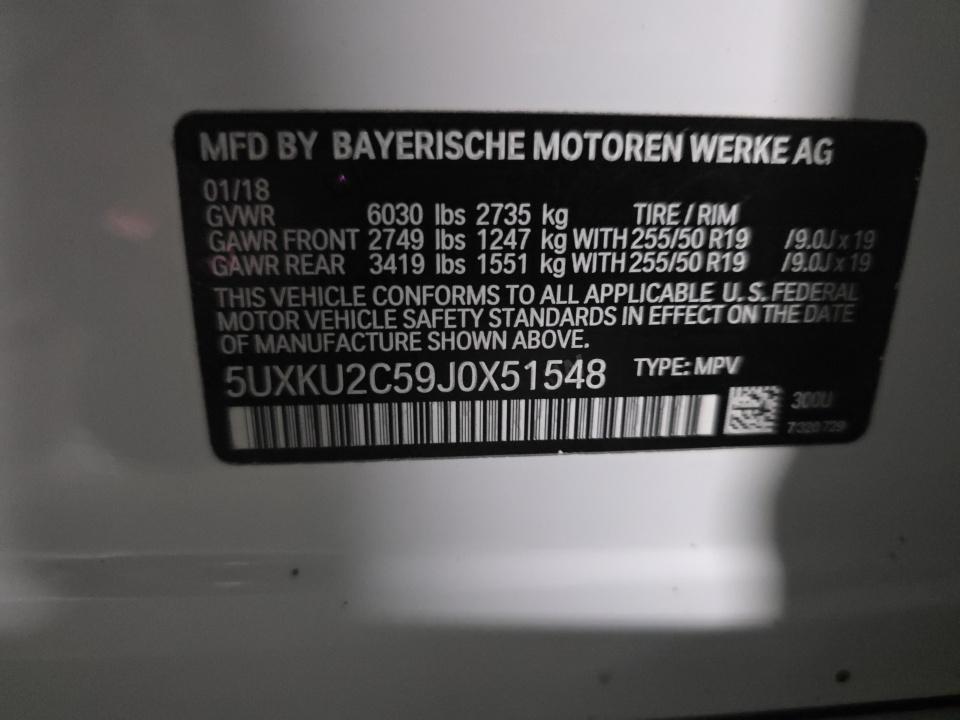 MFD BY BAYERISCHE MOTOREN WERKE AG
01/18
GVWR 6030 lbs 2735 kg TIRE / RIM
GAWR FRONT 2749 lbs 1247 kg WITH 255/50 R19 /9.0J x 19
GAWR REAR 3419 lbs 1551 kg WITH 255/50 R19 /9.0J x 19
THIS VEHICLE CONFORMS TO ALL APPLICABLE U.S. FEDERAL
MOTOR VEHICLE SAFETY STANDARDS IN EFFECT ON THE DATE
OF MANUFACTURE SHOWN ABOVE.
5UXKU2C59J0X51548 TYPE: MPV
300U
7320729